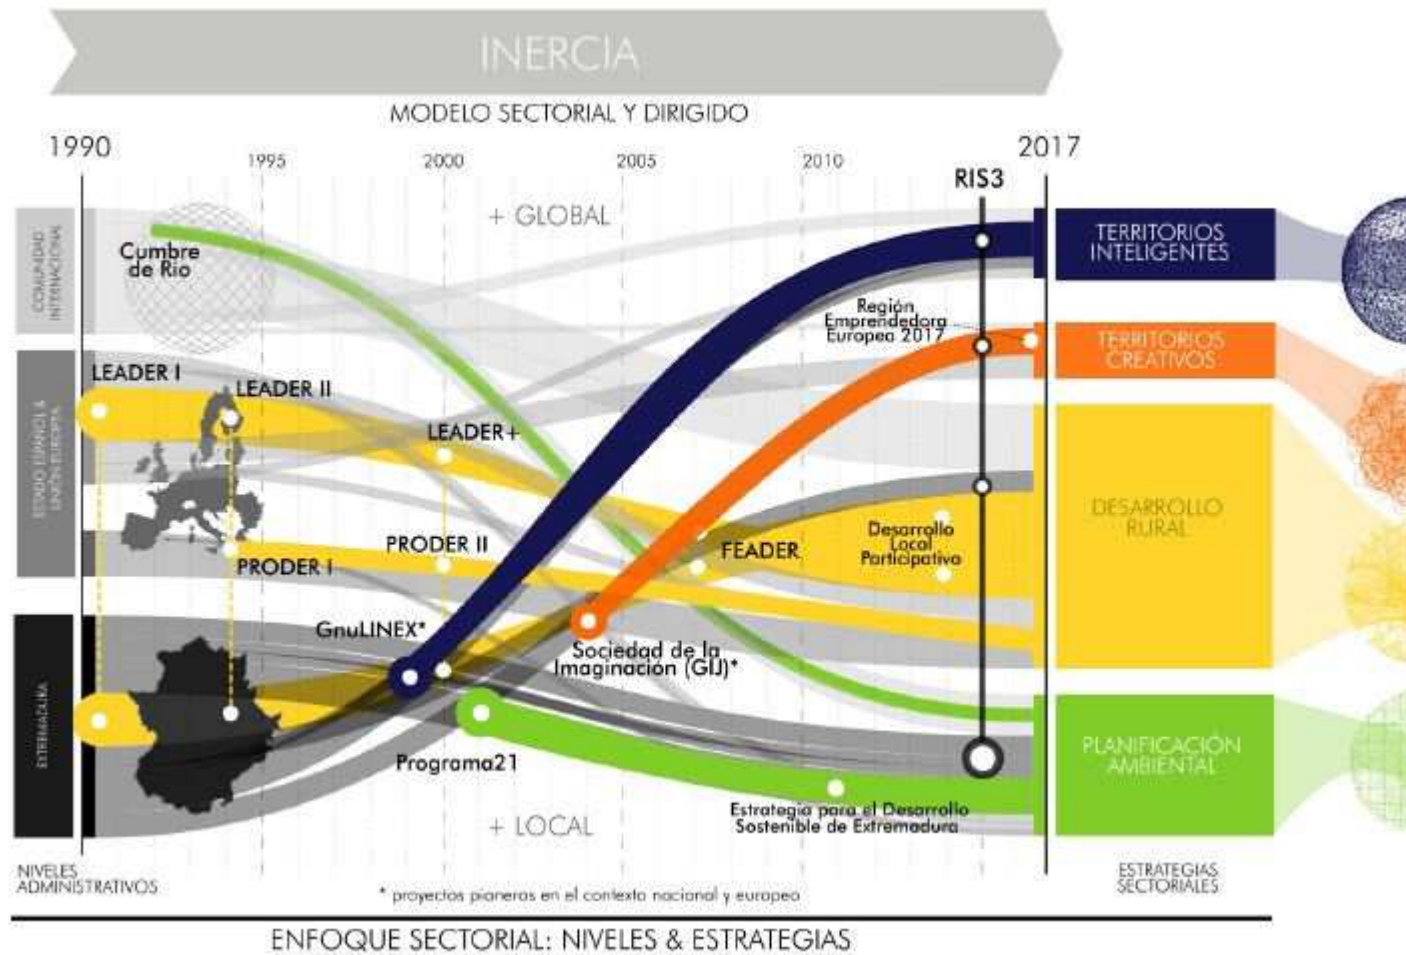 INERCIA
MODELO SECTORIAL Y DIRIGIDO
1990
1995
2000
2005
2010
2017
RIS3
+ GLOBAL
COMUNIDAD
INTERNACIONAL
Cumbre
de Rio
TERRITORIOS
INTELIGENTES
Región
Emprendedora
Europea 2017
TERRITORIOS
CREATIVOS
ESTADO ESPAÑOL &
UNIÓN EUROPEA
LEADER I
LEADER II
LEADER+
PRODER I
PRODER II
FEADER
Desarrollo
Local
Participativo
DESARROLLO
RURAL
EXTREMADURA
GnuLINEX*
Sociedad de la
Imaginación (GIJ)*
Programa21
PLANIFICACIÓN
AMBIENTAL
Estrategia para el Desarrollo
Sostenible de Extremadura
+ LOCAL
NIVELES
ADMINISTRATIVOS
* proyectos pioneros en el contexto nacional y europeo
ESTRATEGIAS
SECTORIALES
ENFOQUE SECTORIAL: NIVELES & ESTRATEGIAS